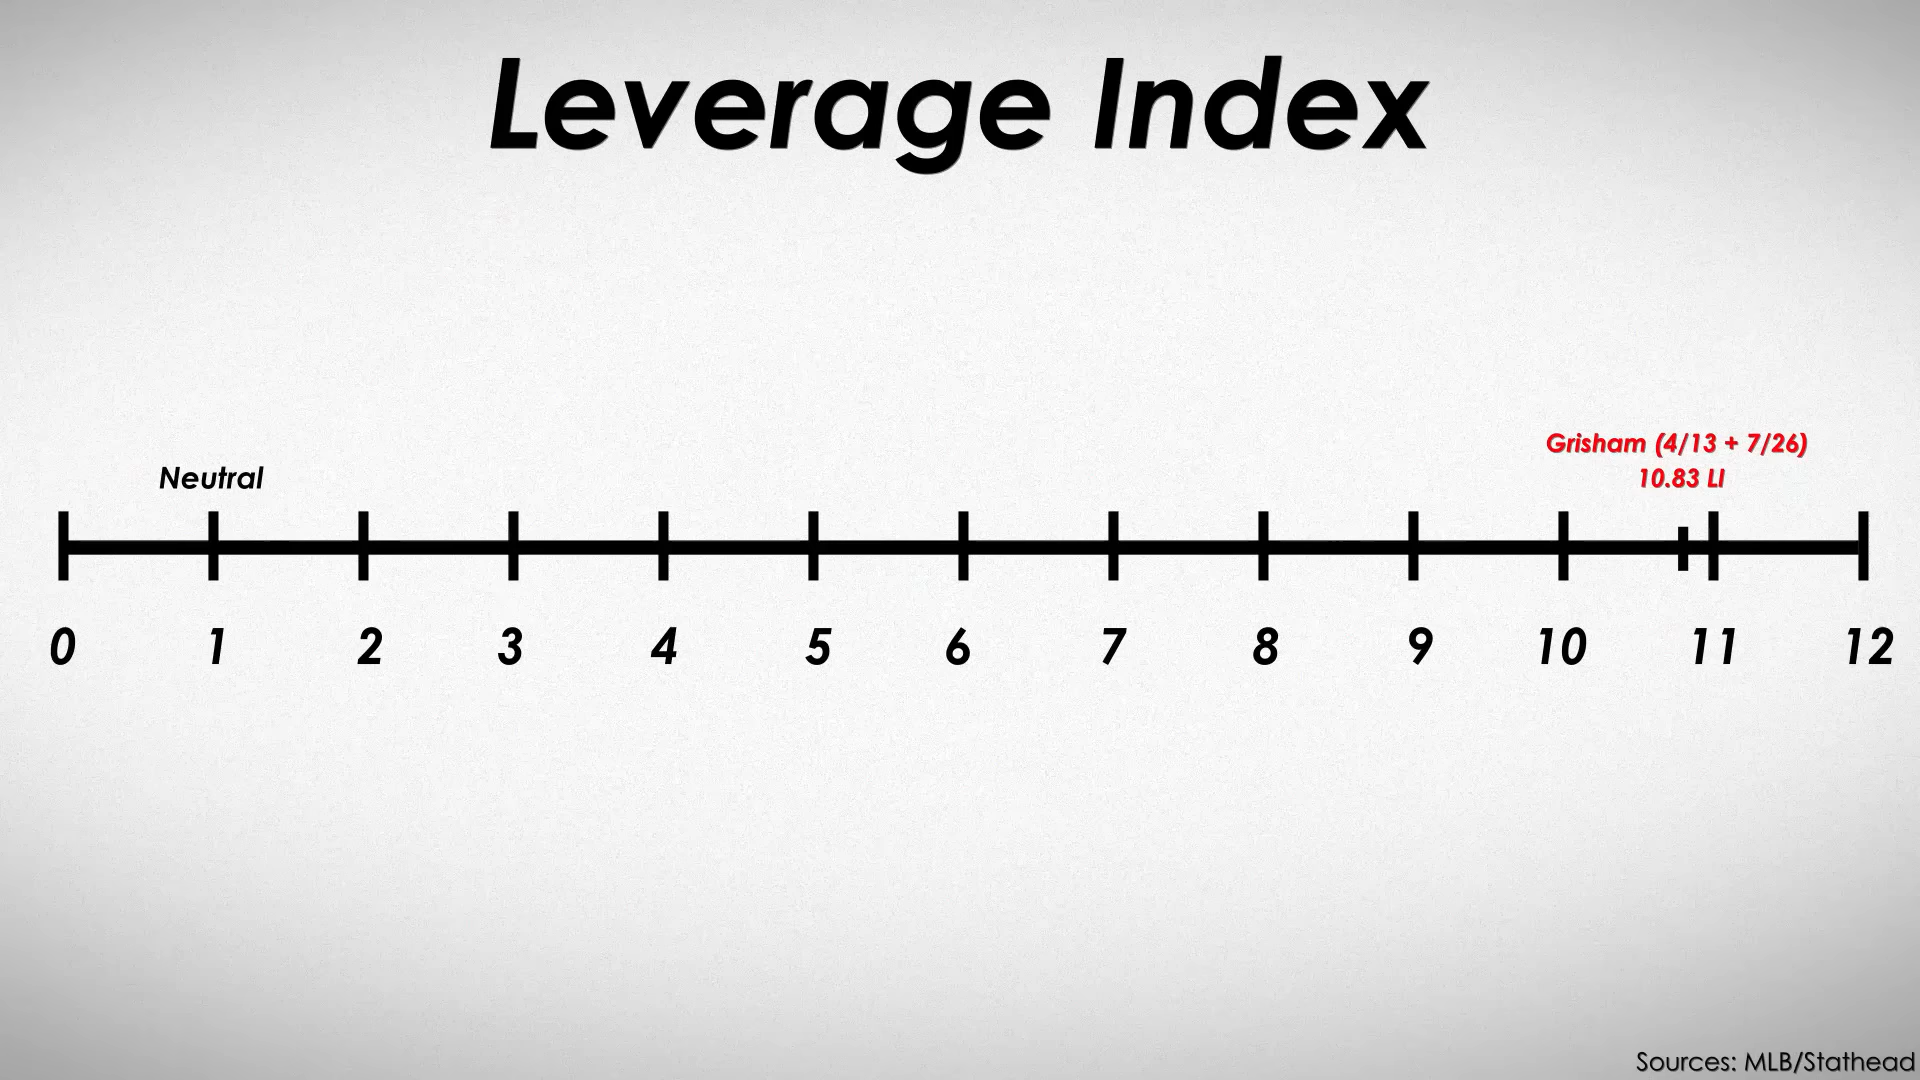 Leverage Index
Grisham (4/13 + 7/26)
Neutral
10.83 LI
0 1 2 3 4 5 6 7 8 9 10 11 12
Sources: MLB/Stathead